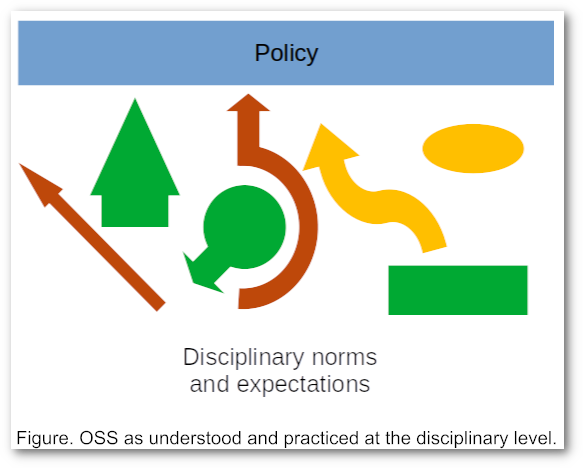 Policy
Disciplinary norms
and expectations
Figure. OSS as understood and practiced at the disciplinary level.